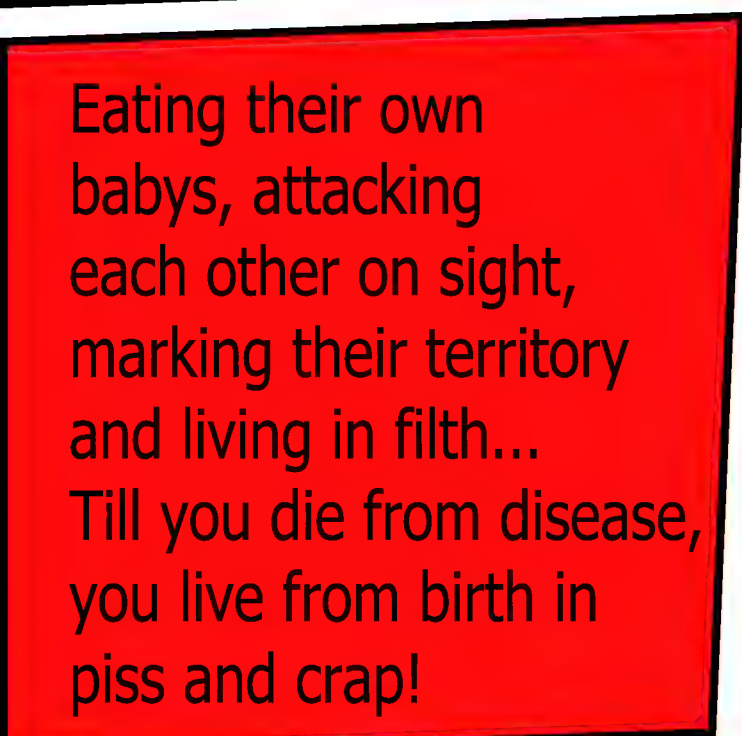 Eating their own
babys, attacking
each other on sight,
marking their territory
and living in filth...
Till you die from disease,
you live from birth in
piss and crap!